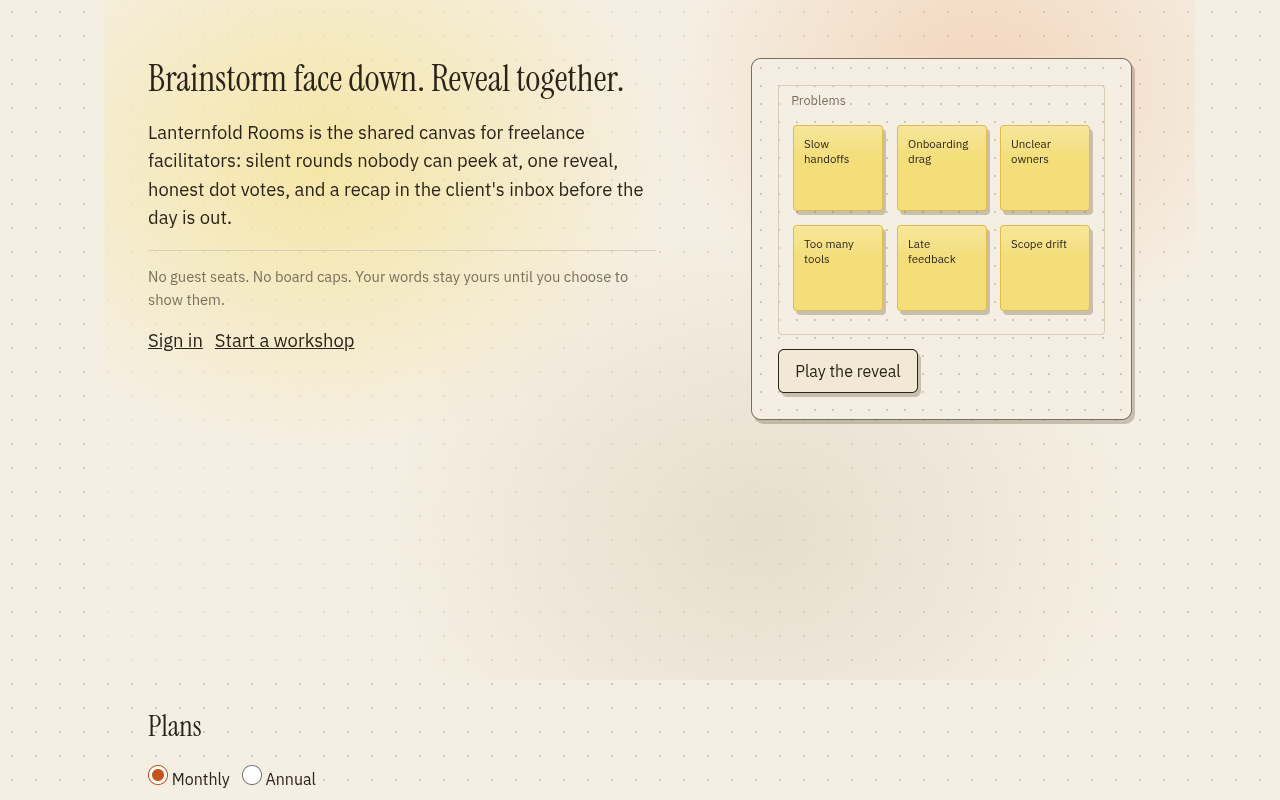 Brainstorm face down. Reveal together.
Lanternfold Rooms is the shared canvas for freelance
facilitators: silent rounds nobody can peek at, one reveal,
honest dot votes, and a recap in the client's inbox before the
day is out.
No guest seats. No board caps. Your words stay yours until you choose to
show them.
Sign in Start a workshop
Problems
Slow
handoffs
Onboarding
drag
Unclear
owners
Too many
tools
Late
feedback
Scope drift
Play the reveal
Plans
Monthly Annual